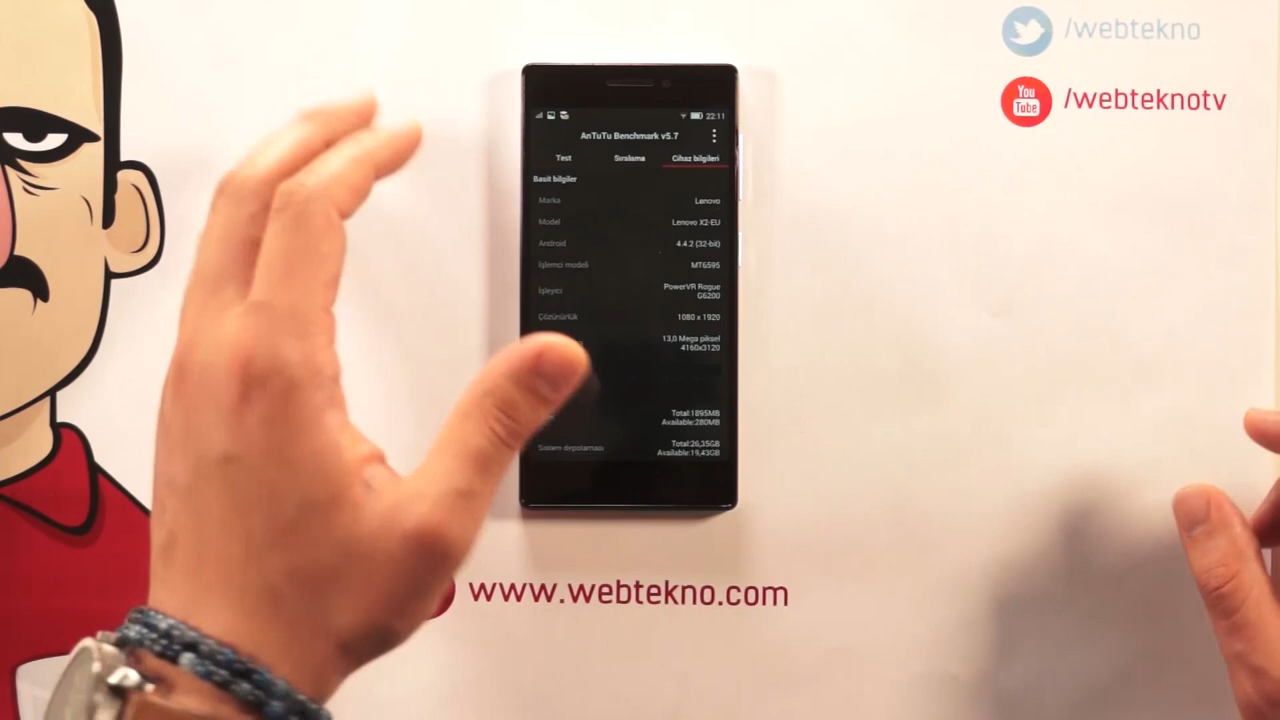 /webtekno
You
Tube
/webteknotv
22:11
AnTuTu Benchmark v5.7
Test
Sıralama
Cihaz bilgileri
Basit bilgiler
Marka
Lenovo
Model
Lenovo X2-EU
Android
4.4.2 (32-bit)
İşlemci modeli
MT6595
İşleyici
PowerVR Rogue
G6200
Çözünürlük
1080 x 1920
13,0 Mega piksel
4160x3120
Total:1895MB
Available:280MB
Sistem depolaması
Total:26,35GB
Available:19,43GB
www.webtekno.com